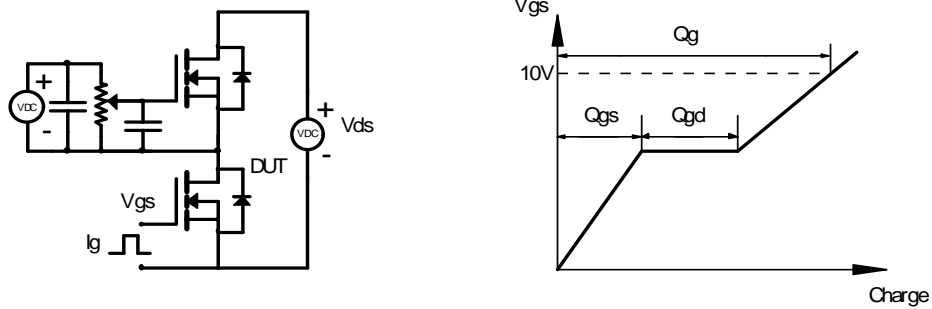 +
VDC
-
+
VDC
-
Vds
DUT
Vgs
Ig
Vgs
Qg
10V
Qgs
Qgd
Charge